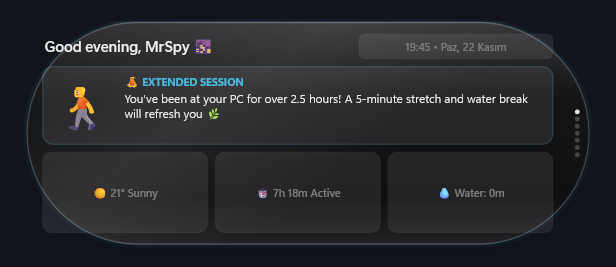 Good evening, MrSpy
19:45 • Paz, 22 Kasım
EXTENDED SESSION
You've been at your PC for over 2.5 hours! A 5-minute stretch and water break
will refresh you
21° Sunny
7h 18m Active
Water: 0m